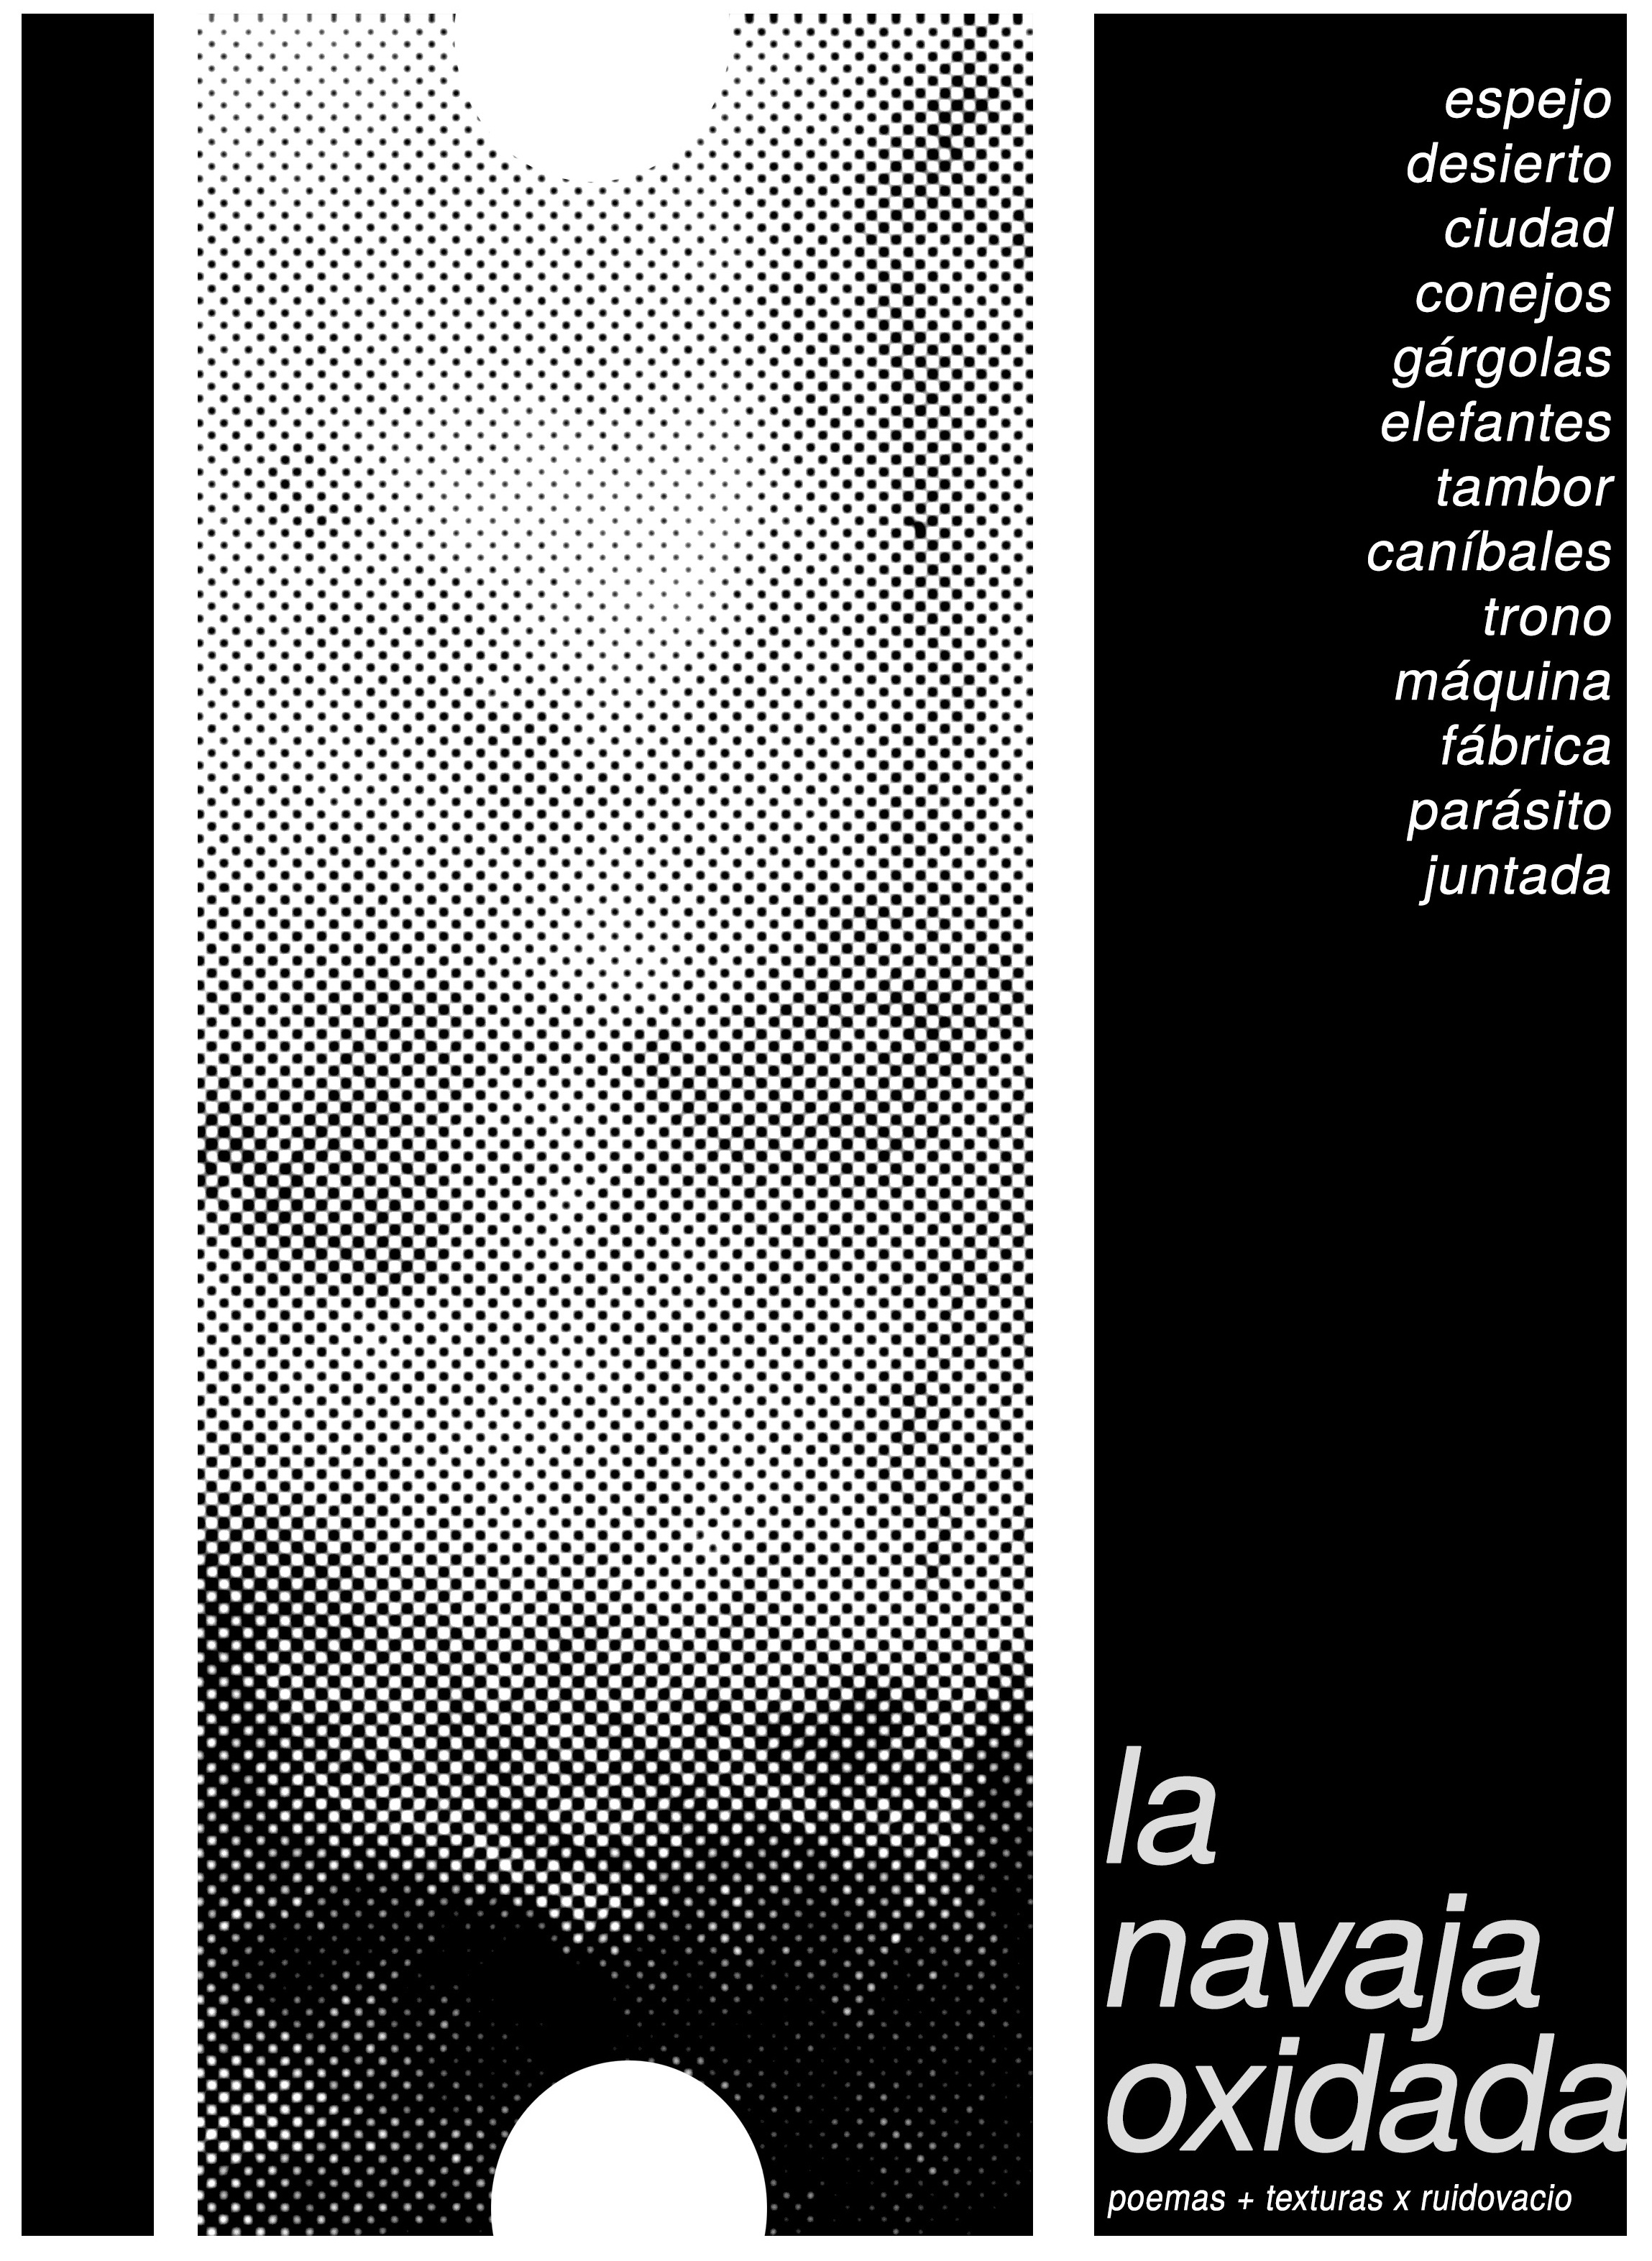 espejo
desierto
ciudad
conejos
gárgolas
elefantes
tambor
caníbales
trono
máquina
fábrica
parásito
juntada
la
navaja
oxidada
poemas + texturas x ruidovacio